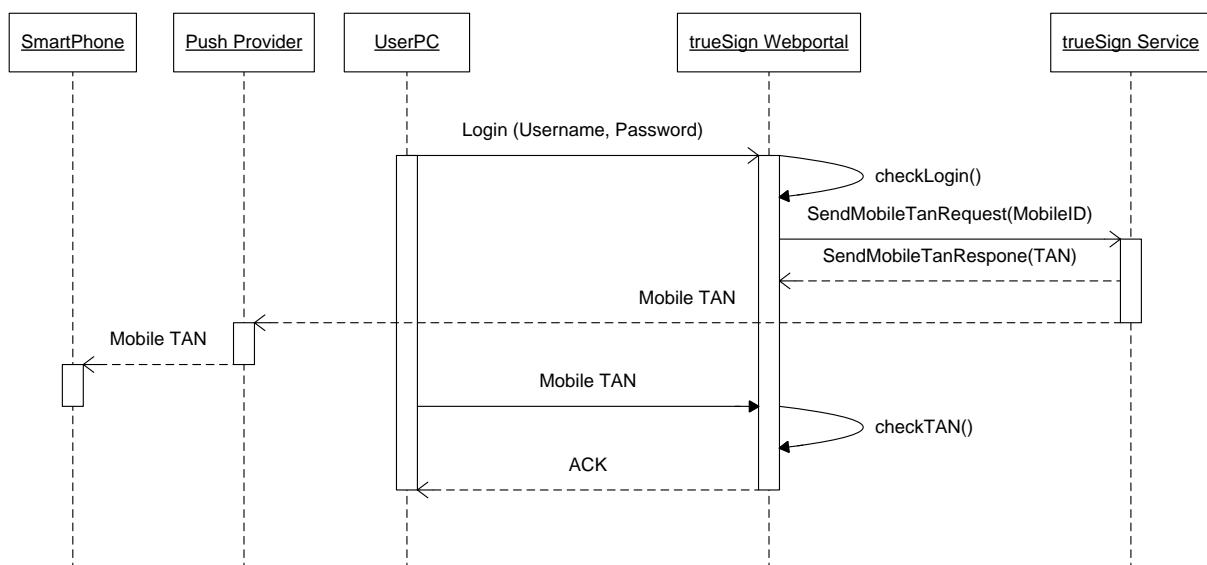 SmartPhone
Push Provider
UserPC
trueSign Webportal
trueSign Service
Login (Username, Password)
checkLogin()
SendMobileTanRequest(MobileID)
SendMobileTanRespone(TAN)
Mobile TAN
Mobile TAN
Mobile TAN
checkTAN()
ACK